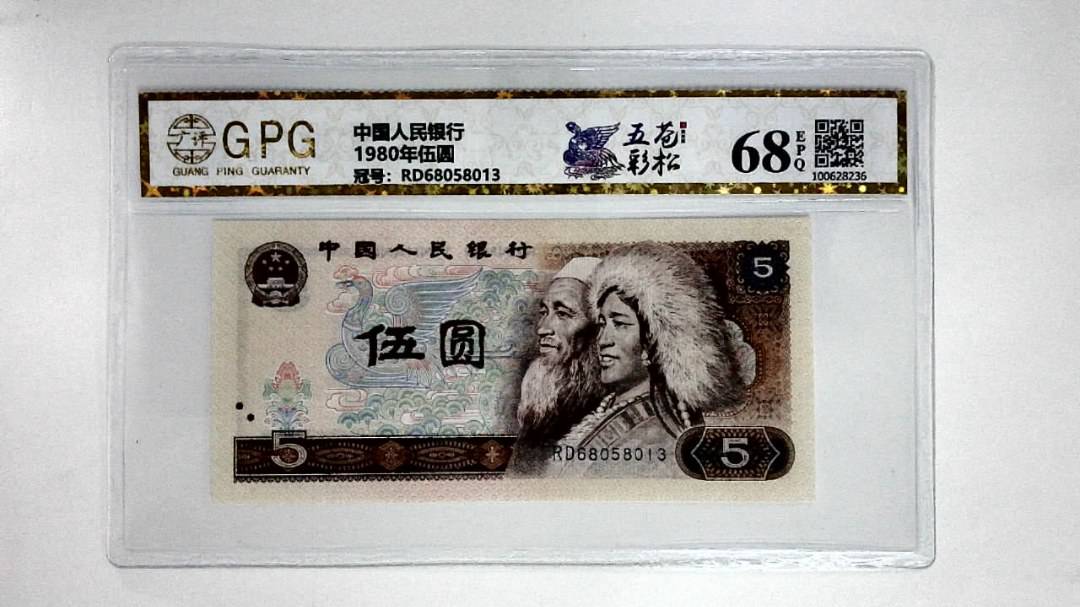 GPG
GUANG PING GUARANTY
中国人民银行
1980年伍圆
冠号：RD68058013
五彩
苍松
68
EPQ
100628236
中国人民银行
5
伍圆
5
RD68058013
5